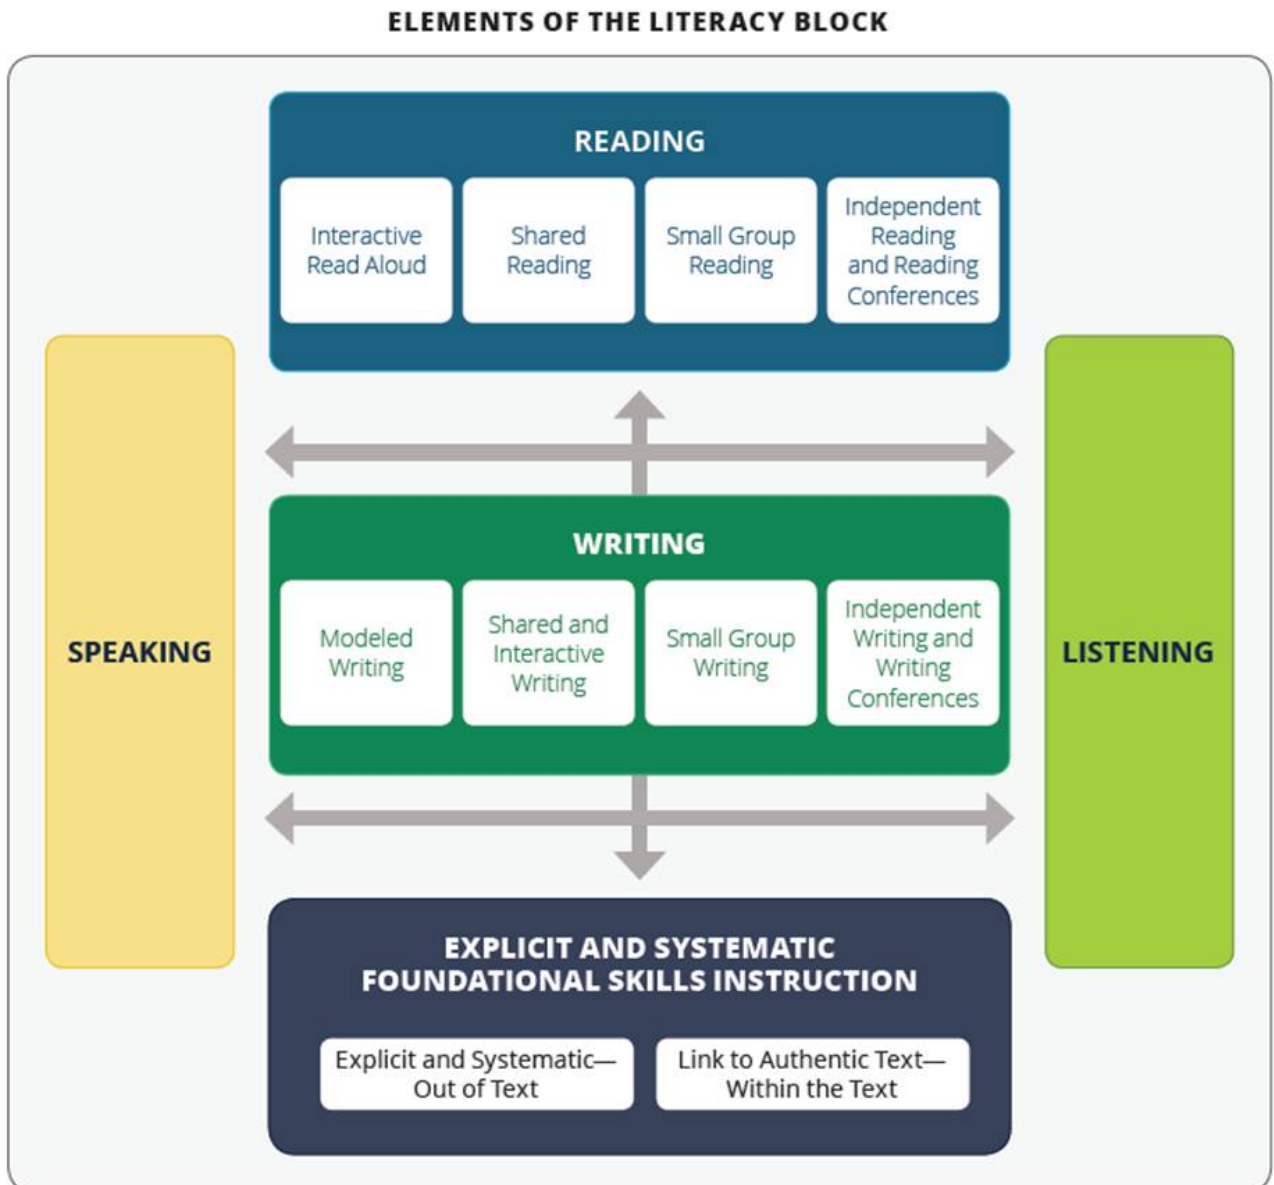 ELEMENTS OF THE LITERACY BLOCK
READING
Interactive
Read Aloud
Shared
Reading
Small Group
Reading
Independent
Reading
and Reading
Conferences
SPEAKING
WRITING
Modeled
Writing
Shared and
Interactive
Writing
Small Group
Writing
Independent
Writing and
Writing
Conferences
LISTENING
EXPLICIT AND SYSTEMATIC
FOUNDATIONAL SKILLS INSTRUCTION
Explicit and Systematic—
Out of Text
Link to Authentic Text—
Within the Text